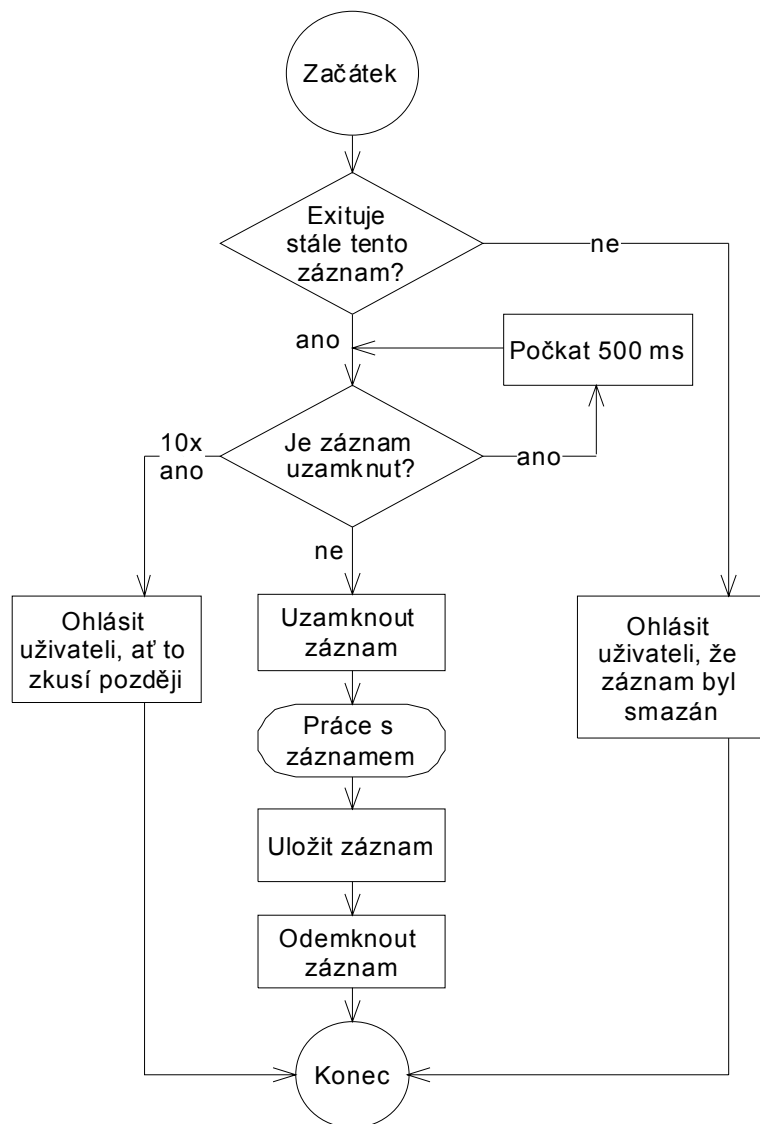 Začátek
Exituje
stále tento
záznam?
ne
ano
Počkat 500 ms
10x
ano
Je záznam
uzamknut?
ano
ne
Ohlásit
uživateli, ať to
zkusí později
Uzamknout
záznam
Ohlásit
uživateli, že
záznam byl
smazán
Práce s
záznamem
Uložit záznam
Odemknout
záznam
Konec